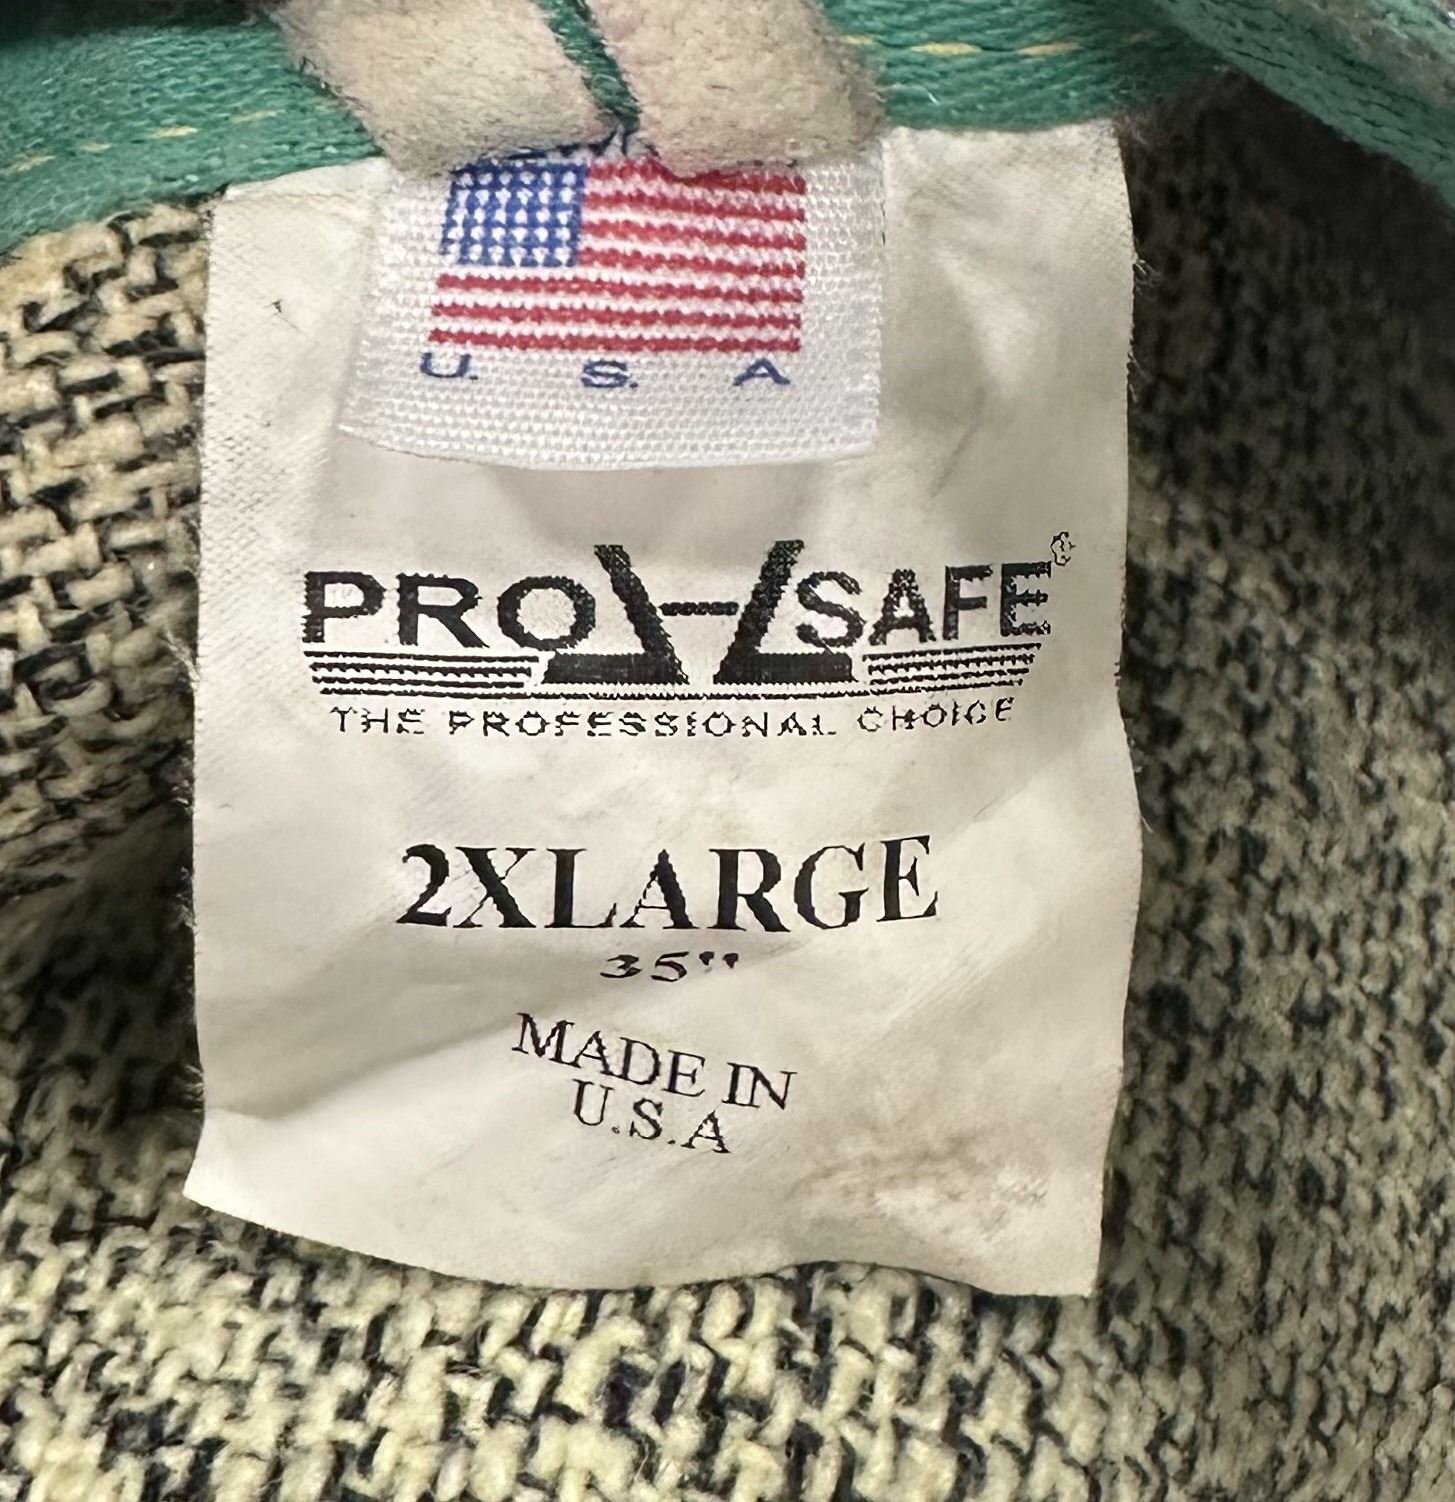 U. S. A
PRO SAFE®
THE PROFESSIONAL CHOICE
2XLARGE
35"
MADE IN
U.S.A